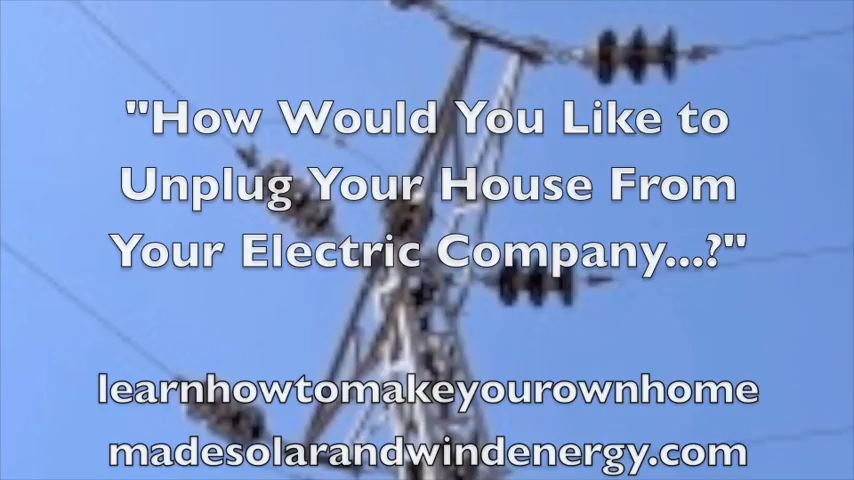 "How Would You Like to
Unplug Your House From
Your Electric Company...?"
learnhowtomakeyourownhome
madesolarandwindenergy.com